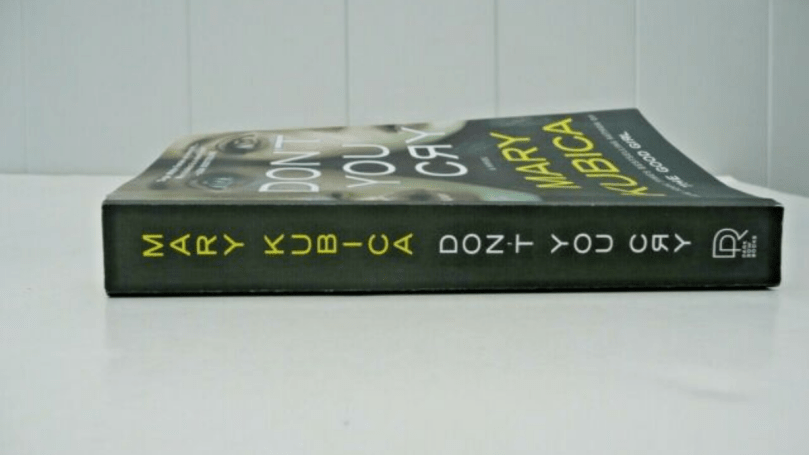 DON'T
YOU
CRY
MARY
KUBICA
THE GOOD GIRL
MARY KUBICA DON'T YOU CRY